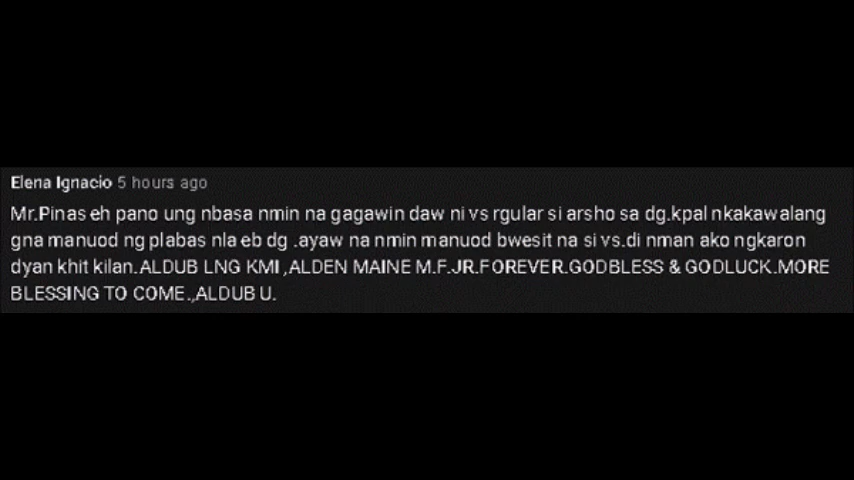 Elena Ignacio 5 hours ago
Mr.Pinas eh pano ung nbasa nmin na gagawin daw ni vs rgular si arsho sa dg.kpal nkakawalang
gna manuod ng plabas nla eb dg .ayaw na nmin manuod bwesit na si vs.di nman ako ngkaron
dyan khit kilan.ALDUB LNG KMI ,ALDEN MAINE M.F.JR.FOREVER.GODBLESS & GODLUCK.MORE
BLESSING TO COME.,ALDUB U.